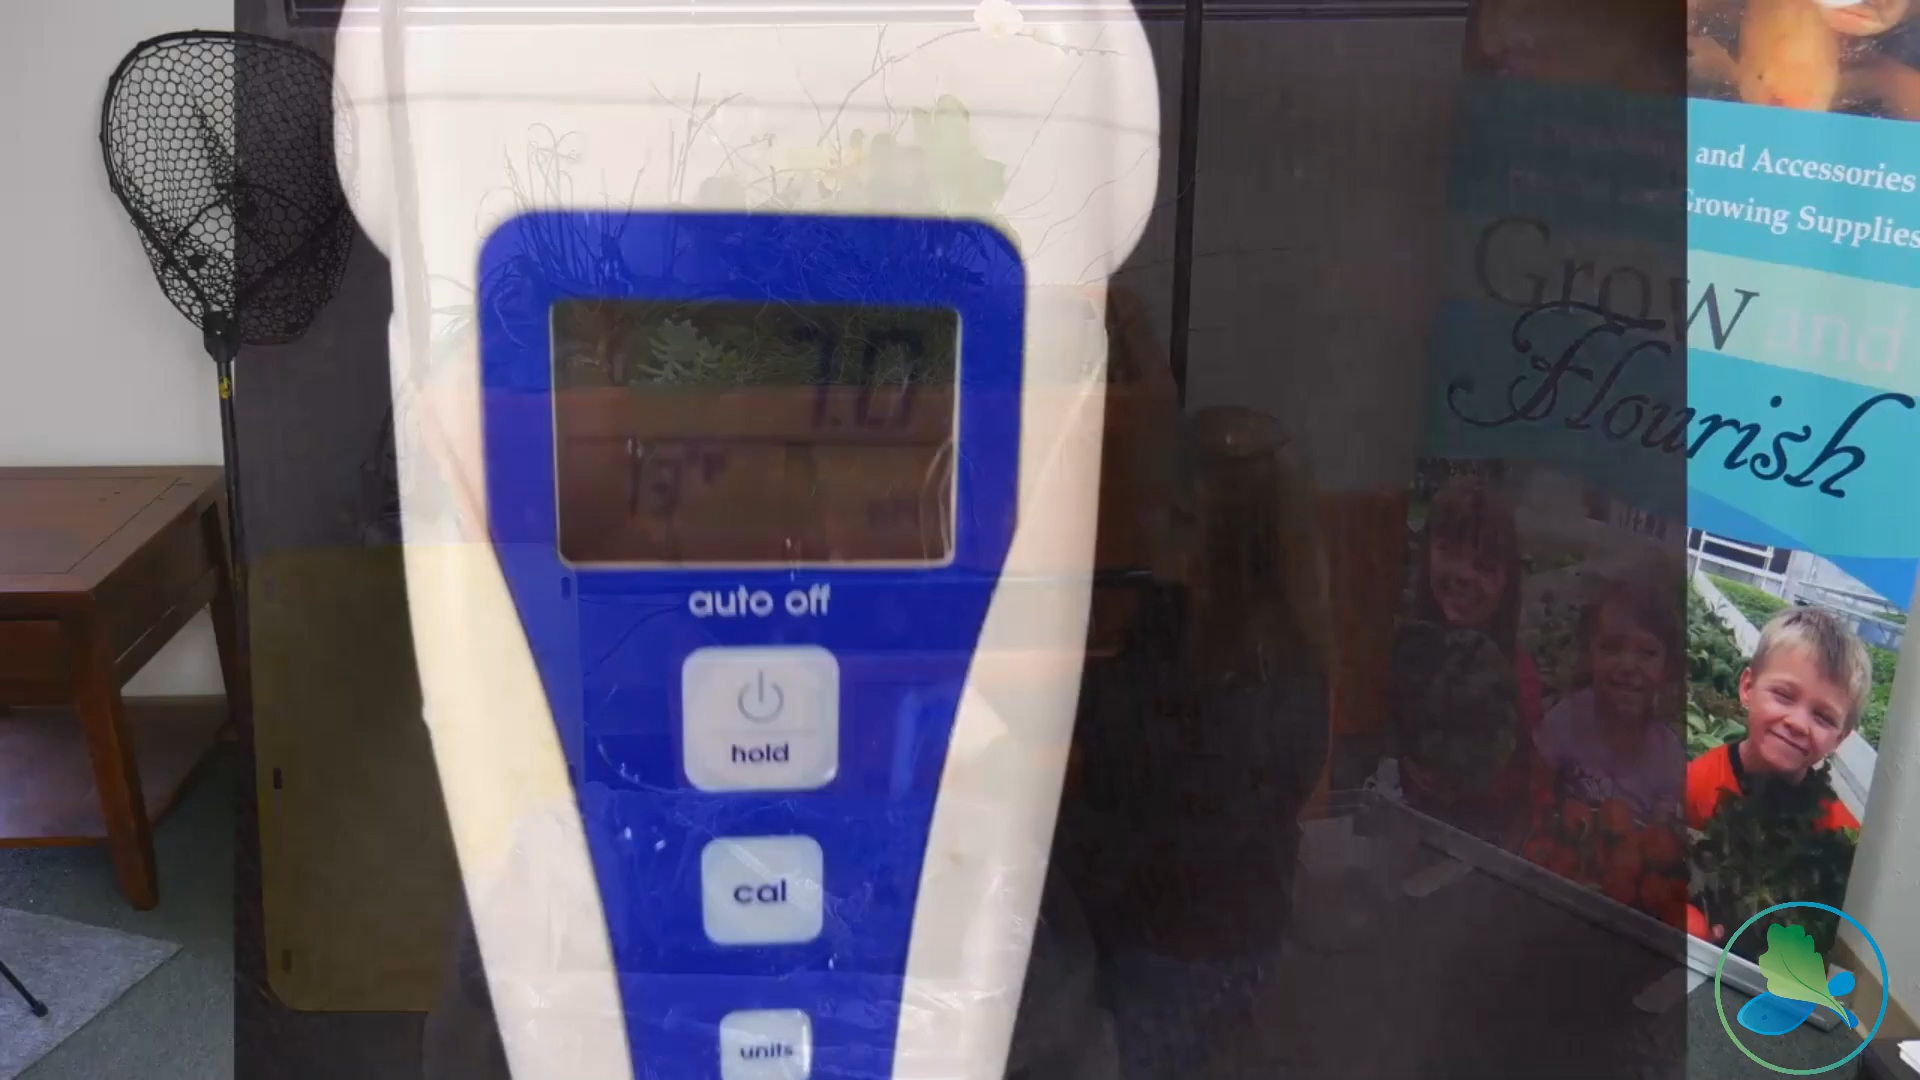 7.0
°F
auto off
hold
cal
units
and Accessories
Growing Supplies
Grow and
Flourish